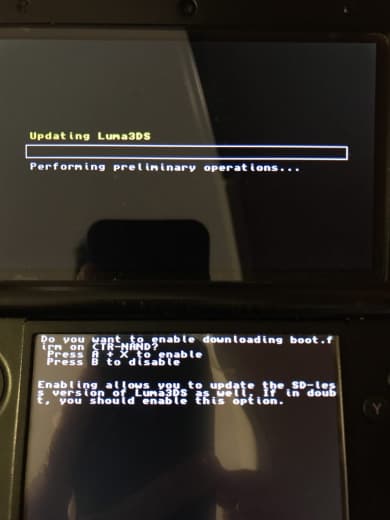 Updating Luma3DS
Performing preliminary operations...
Do you want to enable downloading boot.f
irm on CTR-NAND?
Press A + X to enable
Press B to disable
Enabling allows you to update the SD-les
s version of Luma3DS as well. If in doub
t, you should enable this option.
Y